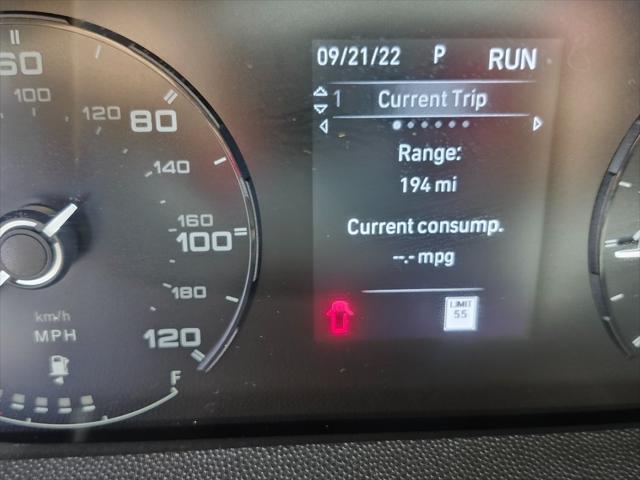 09/21/22 P RUN
1 Current Trip
Range:
194 mi
Current consump.
--.- mpg
LIMIT
55
60
100
120
80
140
160
100
180
km/h
MPH
120
F